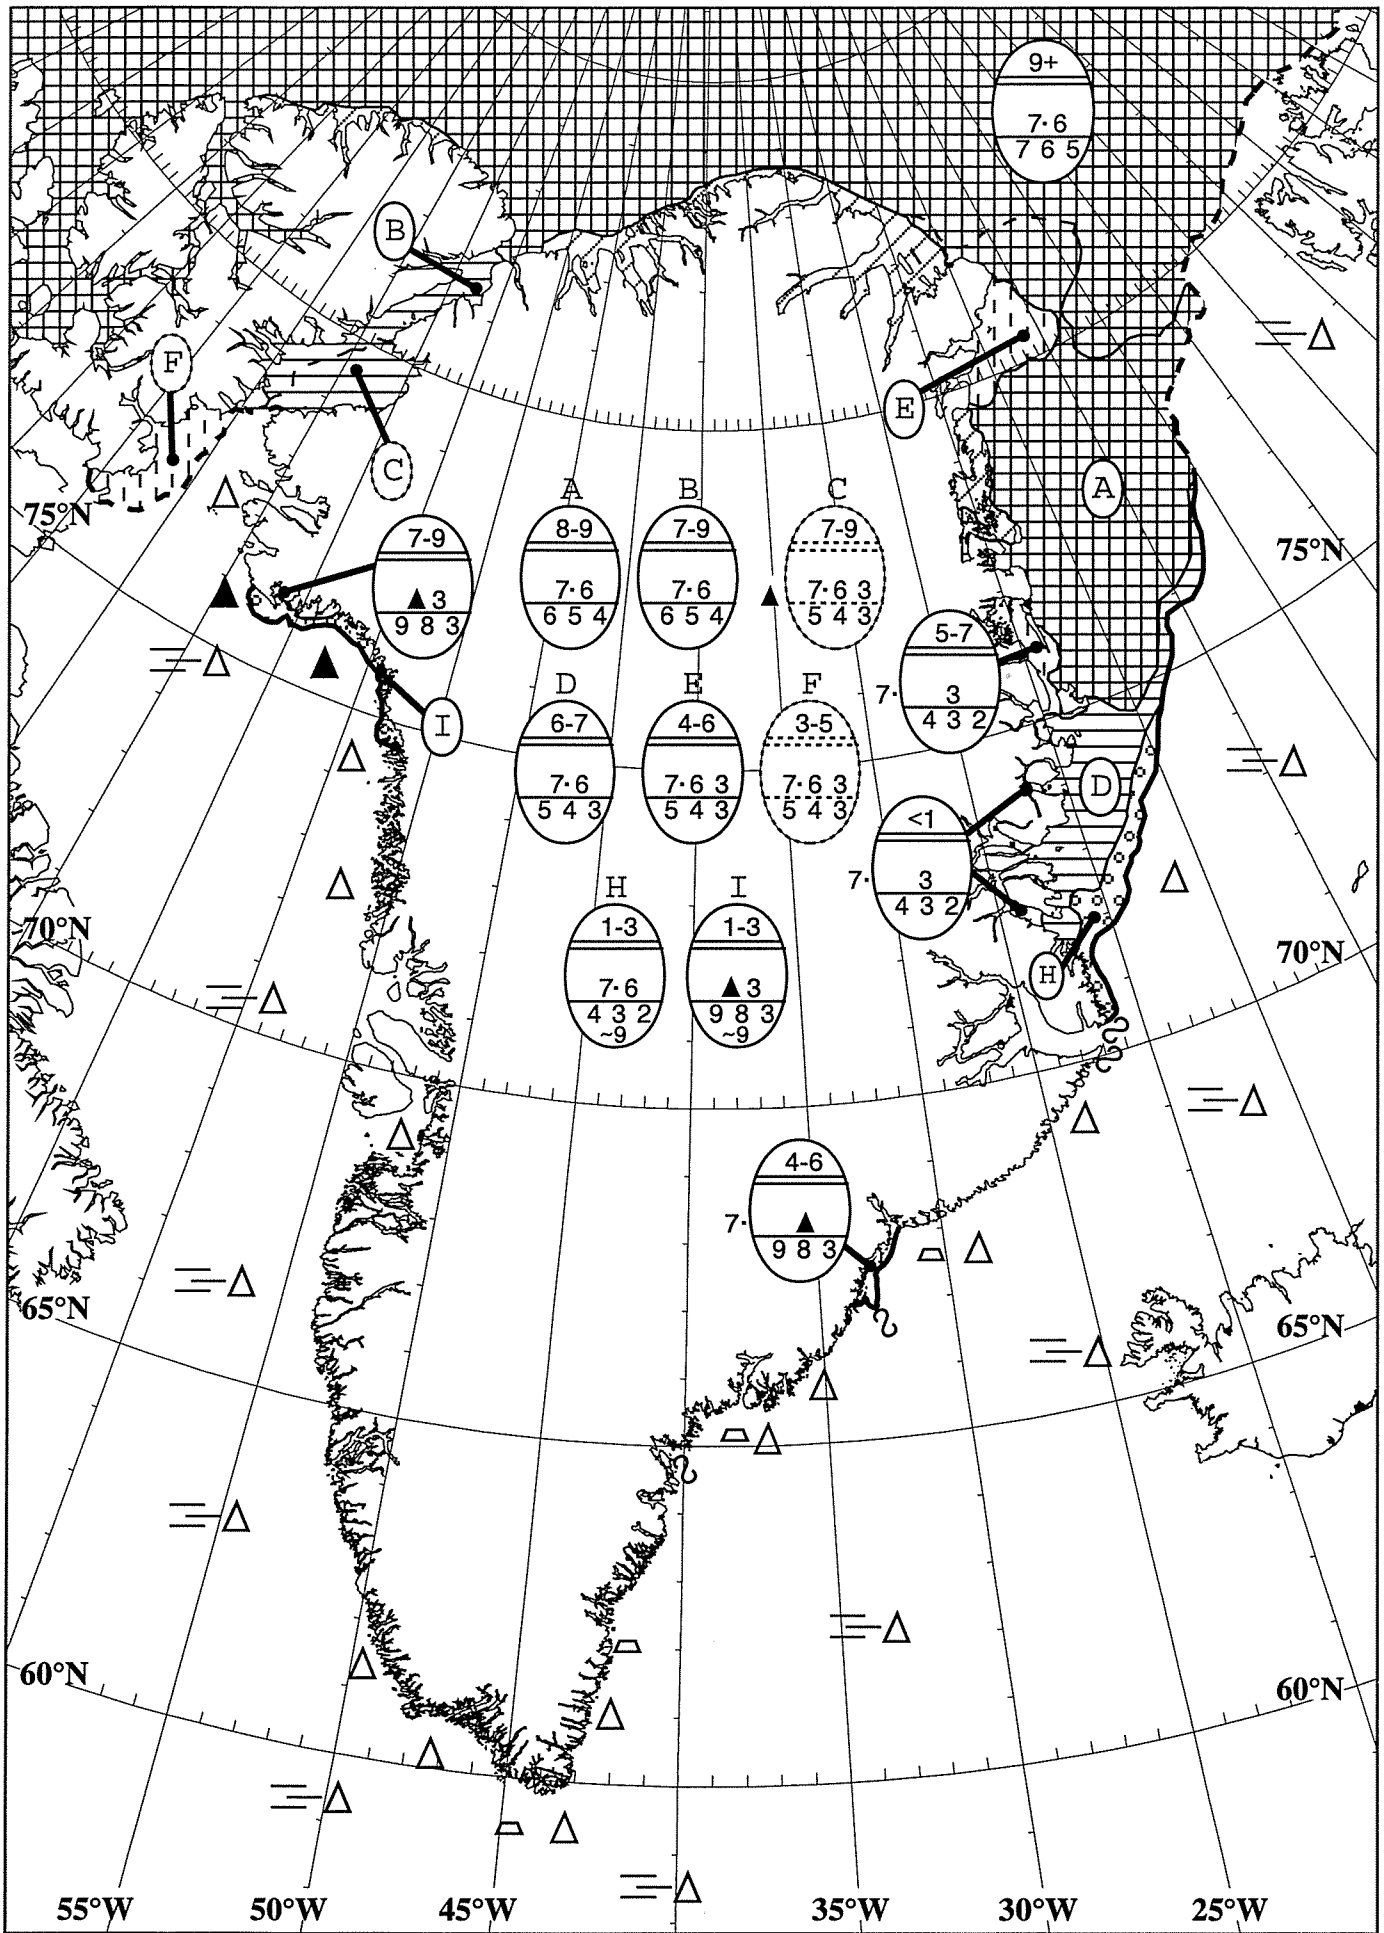 9+
7·6
7 6 5
B
F
E
C
A
75°N
75°N
7-9
▲3
9 8 3
A
8-9
7·6
6 5 4
B
7-9
7·6
6 5 4
C
7-9
7·6 3
5 4 3
5-7
7· 3
4 3 2
I
D
6-7
7·6
5 4 3
E
4-6
7·6 3
5 4 3
F
3-5
7·6 3
5 4 3
D
<1
7· 3
4 3 2
H
1-3
7·6
4 3 2
~9
I
1-3
▲3
9 8 3
~9
70°N
70°N
H
4-6
7· ▲
9 8 3
65°N
65°N
60°N
60°N
55°W 50°W 45°W 35°W 30°W 25°W